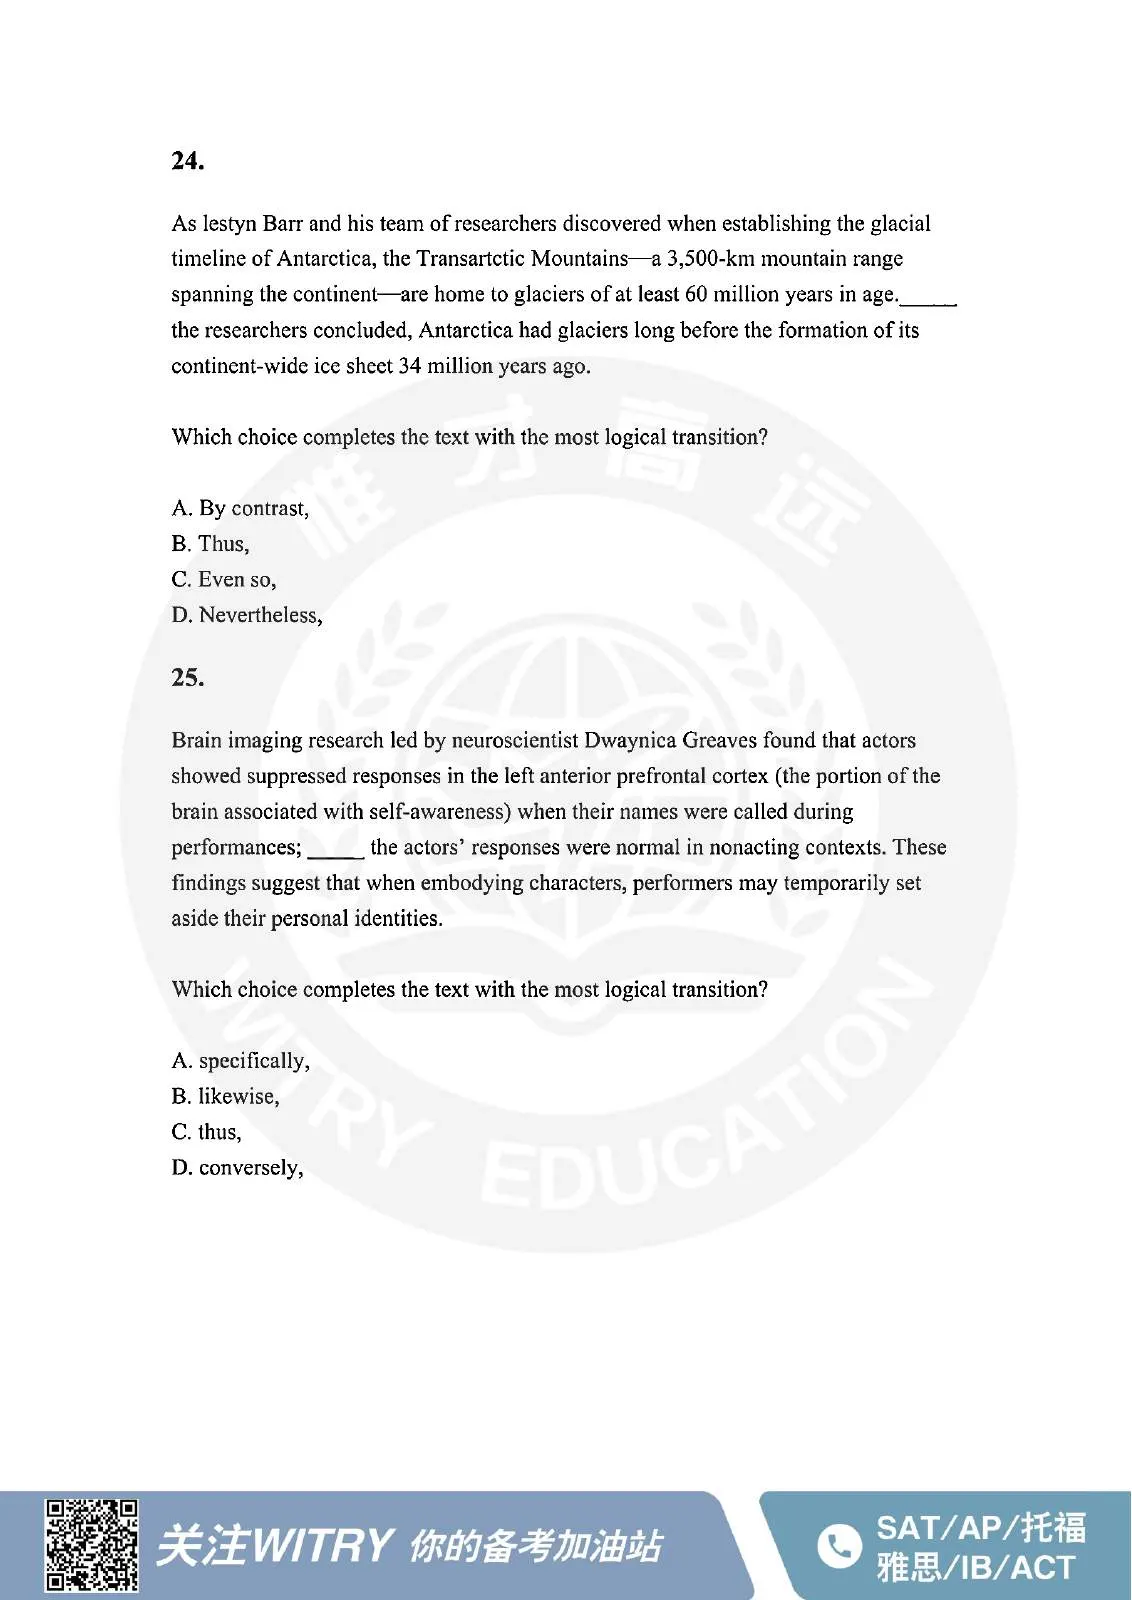 24.
As lestyn Barr and his team of researchers discovered when establishing the glacial
timeline of Antarctica, the Transartctic Mountains—a 3,500-km mountain range
spanning the continent—are home to glaciers of at least 60 million years in age._____
the researchers concluded, Antarctica had glaciers long before the formation of its
continent-wide ice sheet 34 million years ago.
Which choice completes the text with the most logical transition?
A. By contrast,
B. Thus,
C. Even so,
D. Nevertheless,
25.
Brain imaging research led by neuroscientist Dwaynica Greaves found that actors
showed suppressed responses in the left anterior prefrontal cortex (the portion of the
brain associated with self-awareness) when their names were called during
performances; _____ the actors' responses were normal in nonacting contexts. These
findings suggest that when embodying characters, performers may temporarily set
aside their personal identities.
Which choice completes the text with the most logical transition?
A. specifically,
B. likewise,
C. thus,
D. conversely,
惟才高远
WITRY EDUCATION
关注WITRY 你的备考加油站
SAT/AP/托福
雅思/IB/ACT